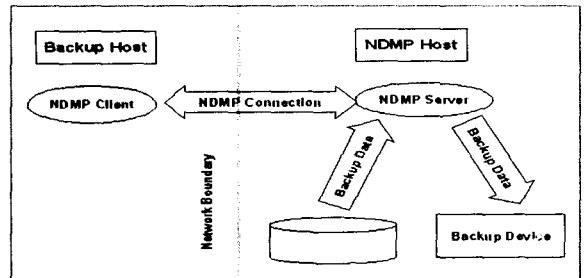 Backup Host
NDMP Host
NDMP Client
NDMP Connection
NDMP Server
Backup Data
Backup Data
Network Boundary
Backup Device